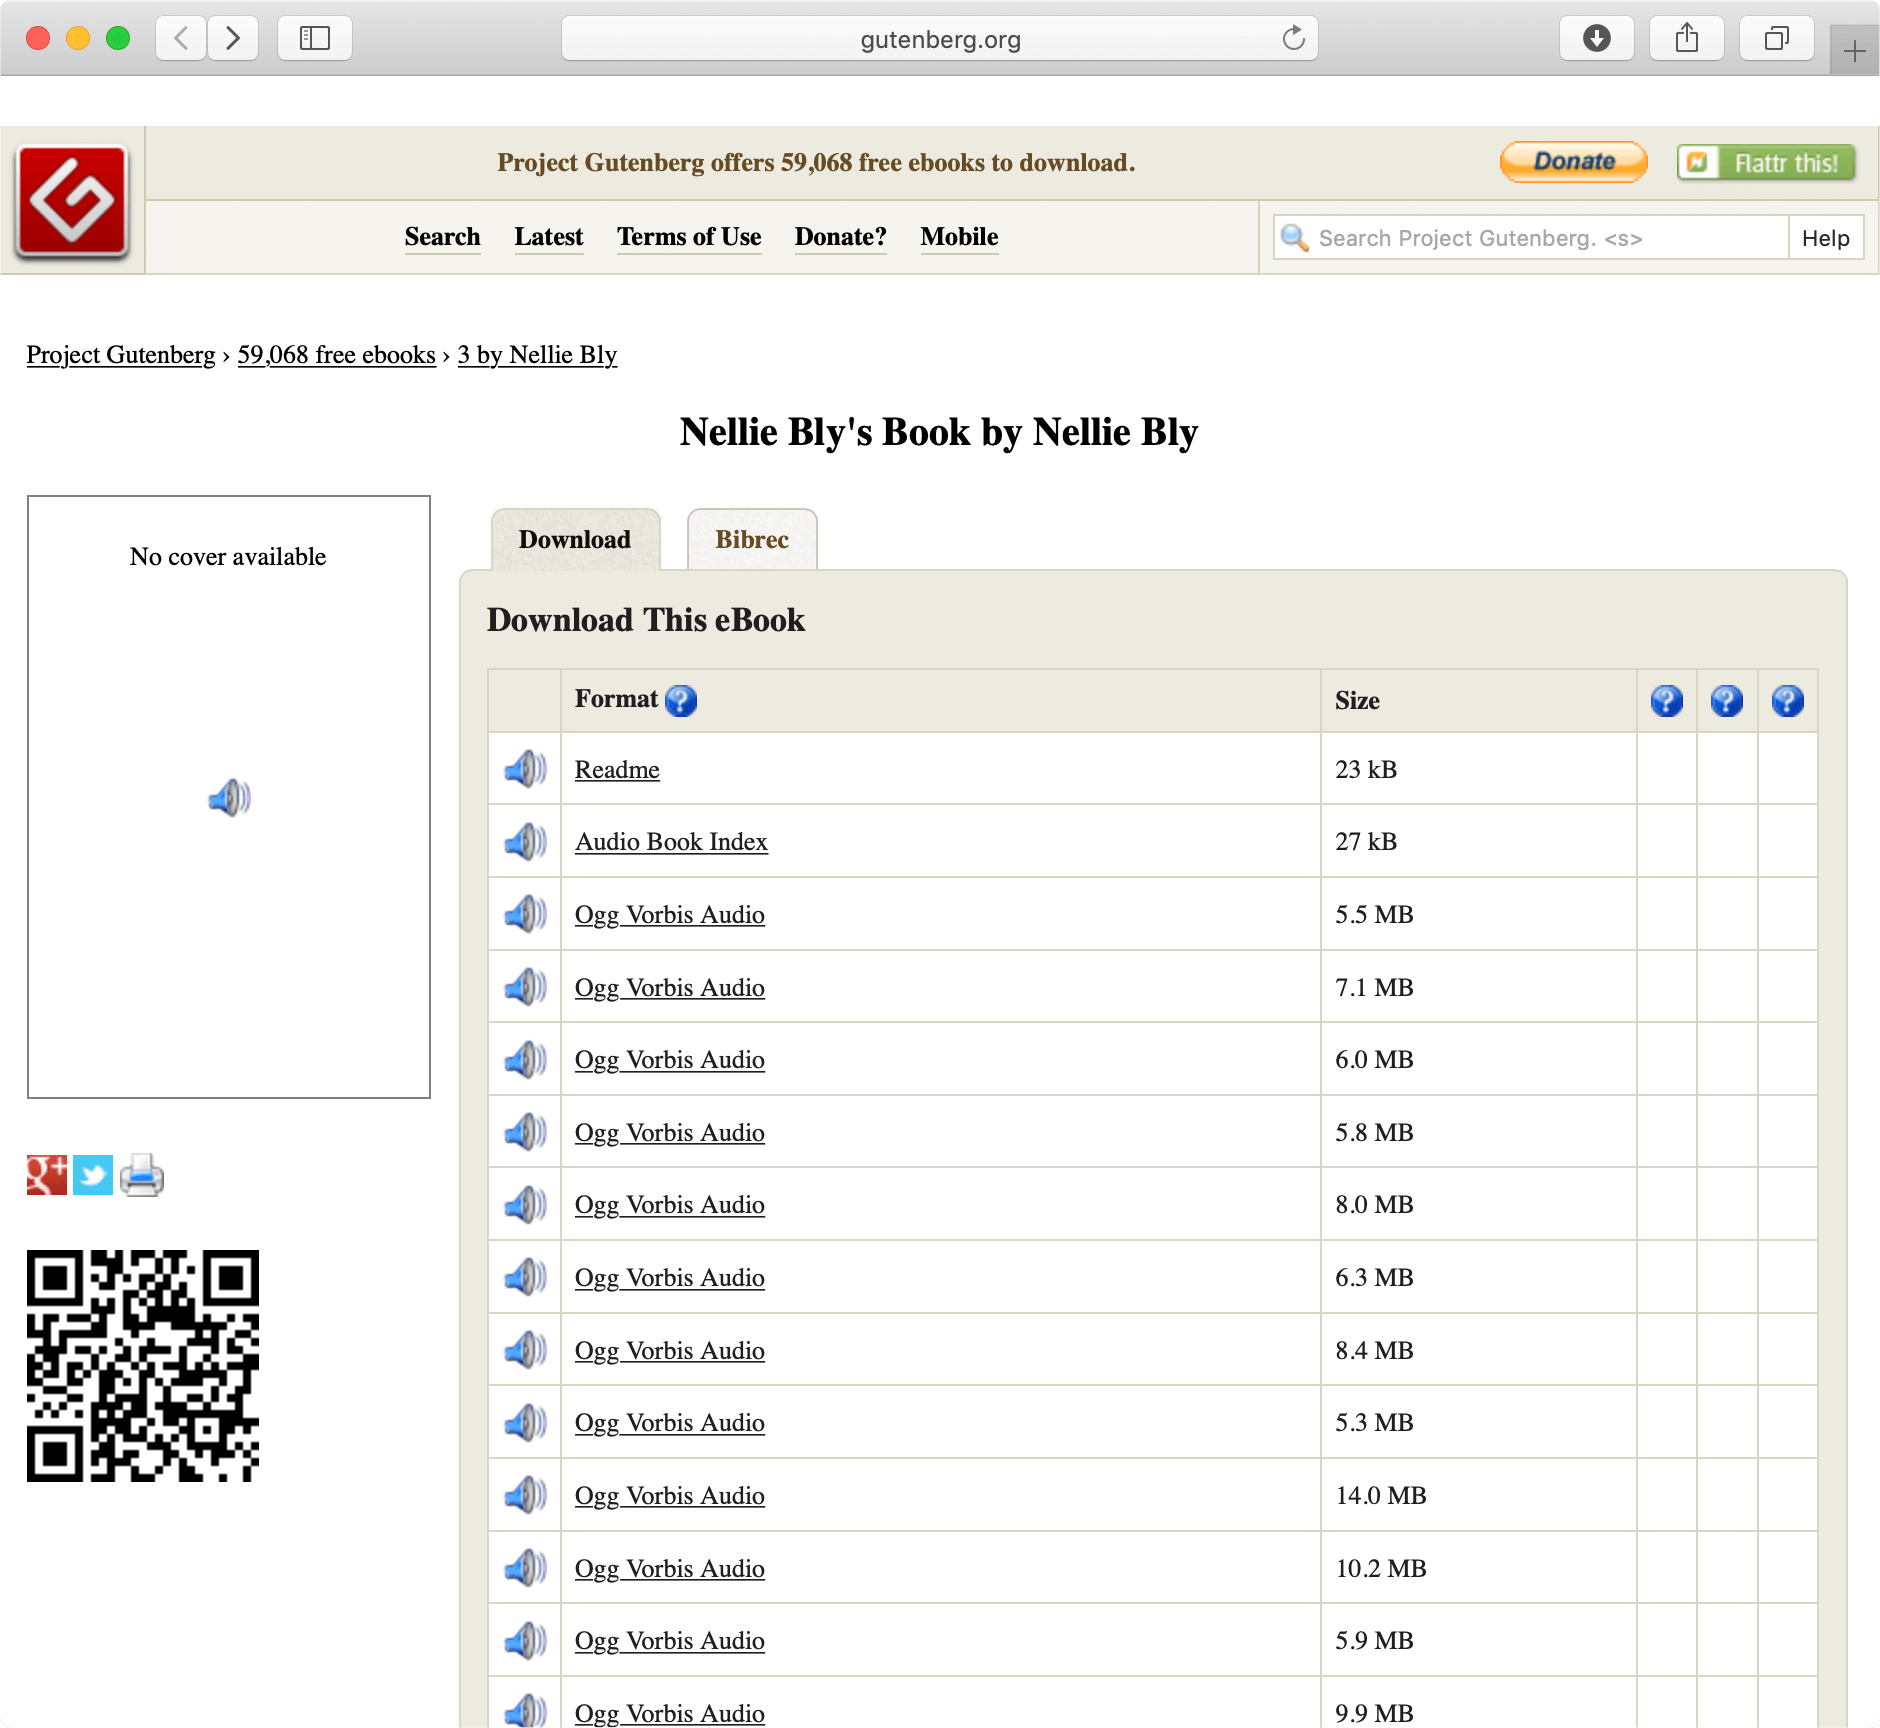 gutenberg.org
Project Gutenberg offers 59,068 free ebooks to download.
Donate
Flattr this!
Search Latest Terms of Use Donate? Mobile
Search Project Gutenberg. <s>
Help
Project Gutenberg › 59,068 free ebooks › 3 by Nellie Bly
Nellie Bly's Book by Nellie Bly
No cover available
Download Bibrec
Download This eBook
Format ? Size ? ? ?
Readme 23 kB
Audio Book Index 27 kB
Ogg Vorbis Audio 5.5 MB
Ogg Vorbis Audio 7.1 MB
Ogg Vorbis Audio 6.0 MB
Ogg Vorbis Audio 5.8 MB
Ogg Vorbis Audio 8.0 MB
Ogg Vorbis Audio 6.3 MB
Ogg Vorbis Audio 8.4 MB
Ogg Vorbis Audio 5.3 MB
Ogg Vorbis Audio 14.0 MB
Ogg Vorbis Audio 10.2 MB
Ogg Vorbis Audio 5.9 MB
Ogg Vorbis Audio 9.9 MB
g+